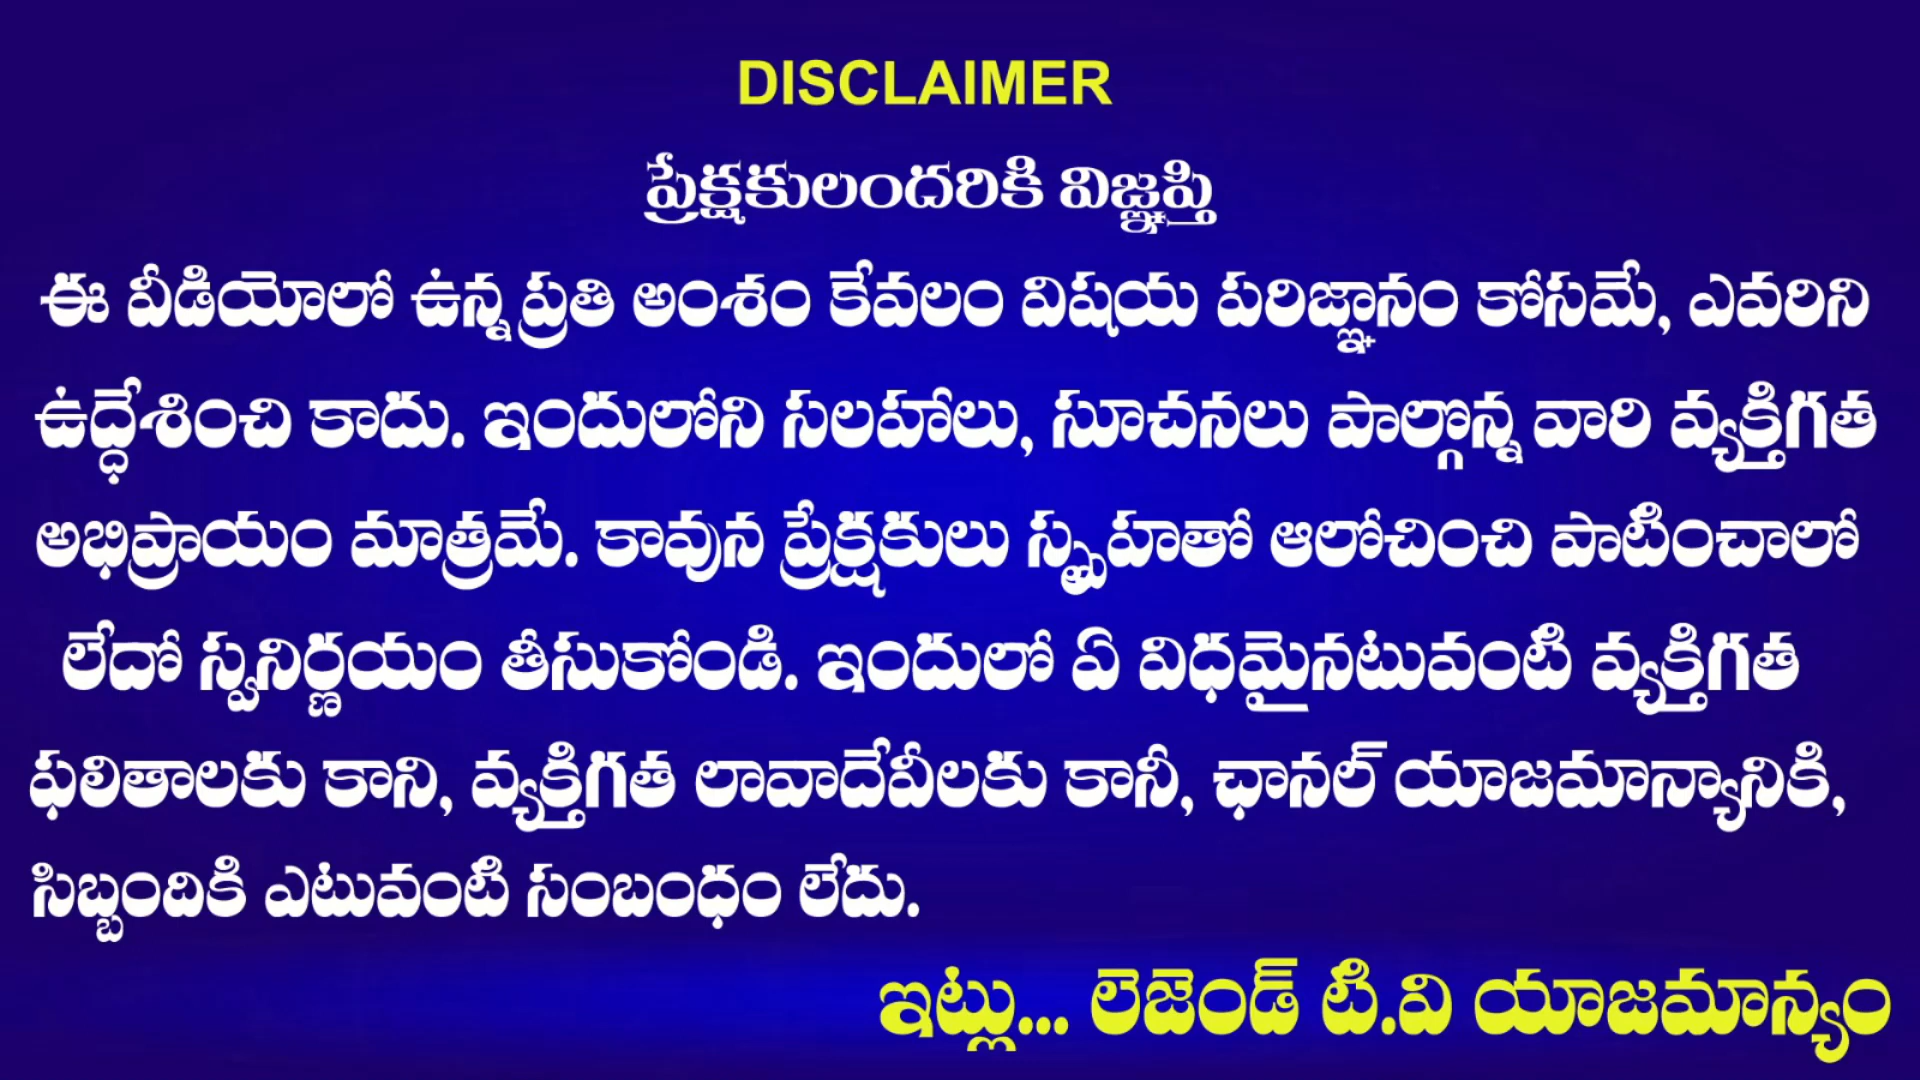 DISCLAIMER
ప్రేక్షకులందరికి విజ్ఞప్తి
ఈ వీడియోలో ఉన్న ప్రతి అంశం కేవలం విషయ పరిజ్ఞానం కోసమే, ఎవరిని
ఉద్ధేశించి కాదు. ఇందులోని సలహాలు, సూచనలు పాల్గొన్న వారి వ్యక్తిగత
అభిప్రాయం మాత్రమే. కావున ప్రేక్షకులు స్పృహతో ఆలోచించి పాటించాలో
లేదో స్వనిర్ణయం తీసుకోండి. ఇందులో ఏ విధమైనటువంటి వ్యక్తిగత
ఫలితాలకు కాని, వ్యక్తిగత లావాదేవీలకు కానీ, ఛానల్ యాజమాన్యానికి,
సిబ్బందికి ఎటువంటి సంబంధం లేదు.
ఇట్లు... లెజెండ్ టి.వి యాజమాన్యం